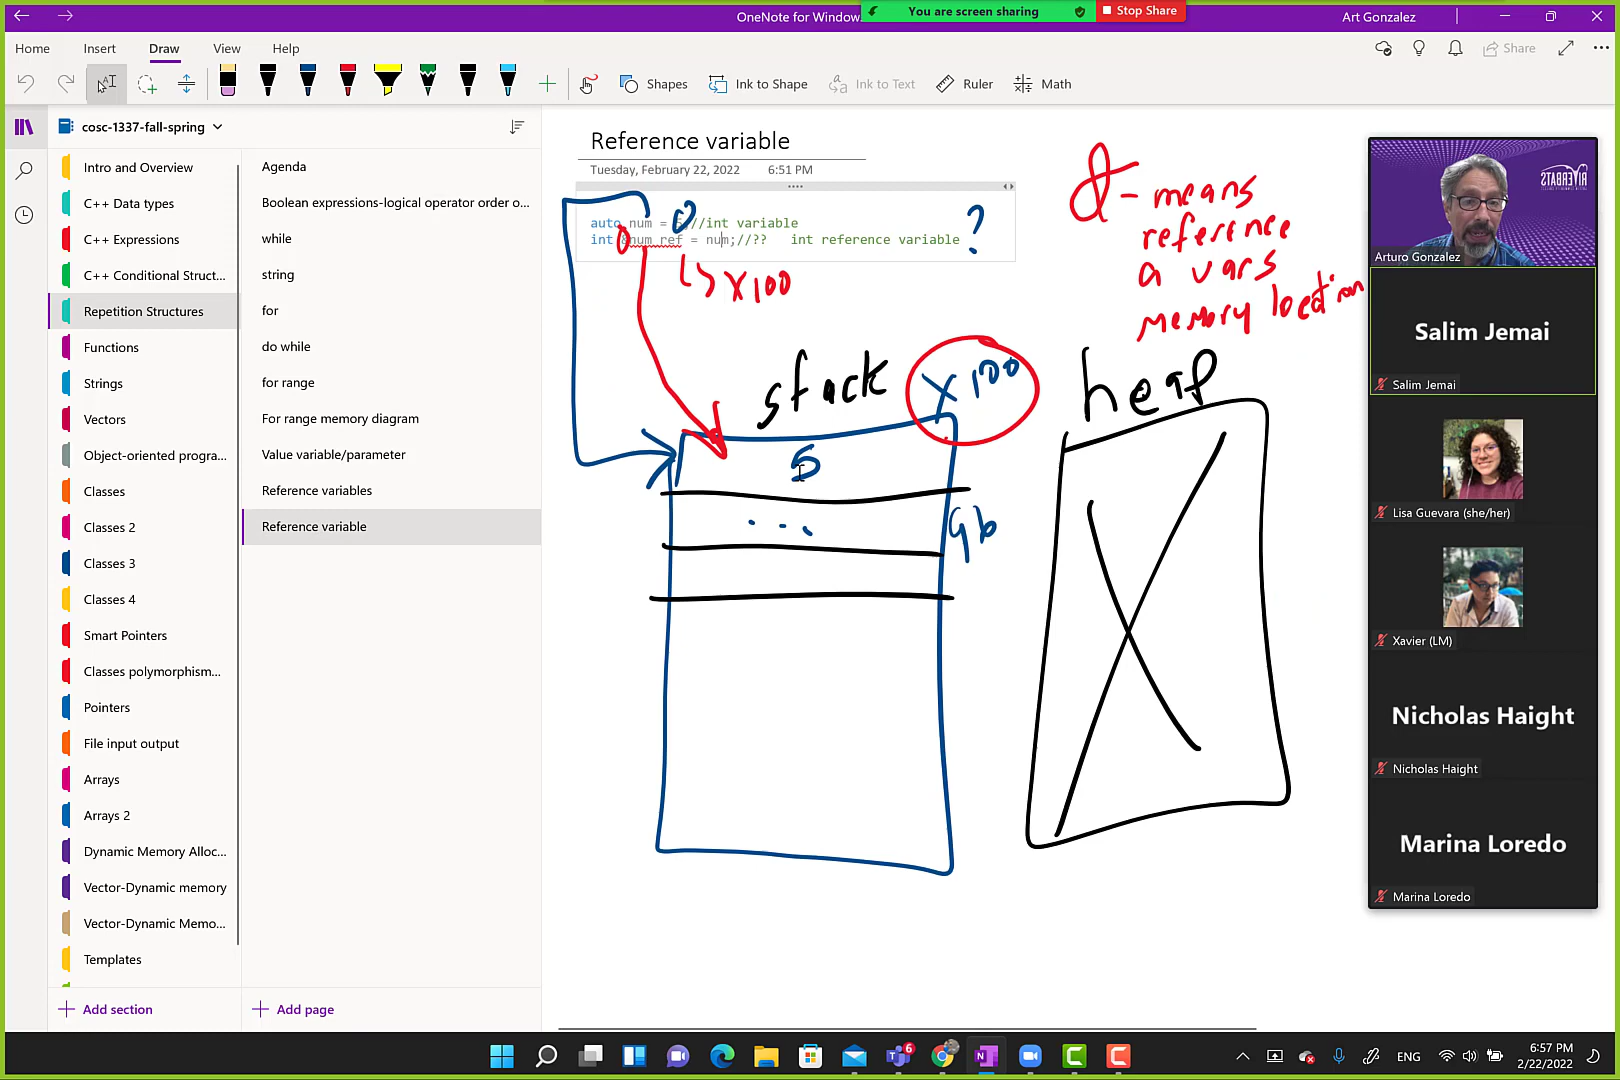 OneNote for Window...
You are screen sharing
Stop Share
Art Gonzalez
Home
Insert
Draw
View
Help
Share
Shapes
Ink to Shape
Ink to Text
Ruler
Math
cosc-1337-fall-spring
Intro and Overview
C++ Data types
C++ Expressions
C++ Conditional Struct...
Repetition Structures
Functions
Strings
Vectors
Object-oriented progra...
Classes
Classes 2
Classes 3
Classes 4
Smart Pointers
Classes polymorphism...
Pointers
File input output
Arrays
Arrays 2
Dynamic Memory Alloc...
Vector-Dynamic memory
Vector-Dynamic Memo...
Templates
Add section
Agenda
Boolean expressions-logical operator order o...
while
string
for
do while
for range
For range memory diagram
Value variable/parameter
Reference variables
Reference variable
Add page
Reference variable
Tuesday, February 22, 2022 6:51 PM
auto num = 5;//int variable
int &num_ref = num;//?? int reference variable
?
X100
& - means
reference
a vars
memory location
stack
X100
heap
5
...
RIVERBATS
Arturo Gonzalez
Salim Jemai
Salim Jemai
Lisa Guevara (she/her)
Xavier (LM)
Nicholas Haight
Nicholas Haight
Marina Loredo
Marina Loredo
6
ENG
6:57 PM
2/22/2022